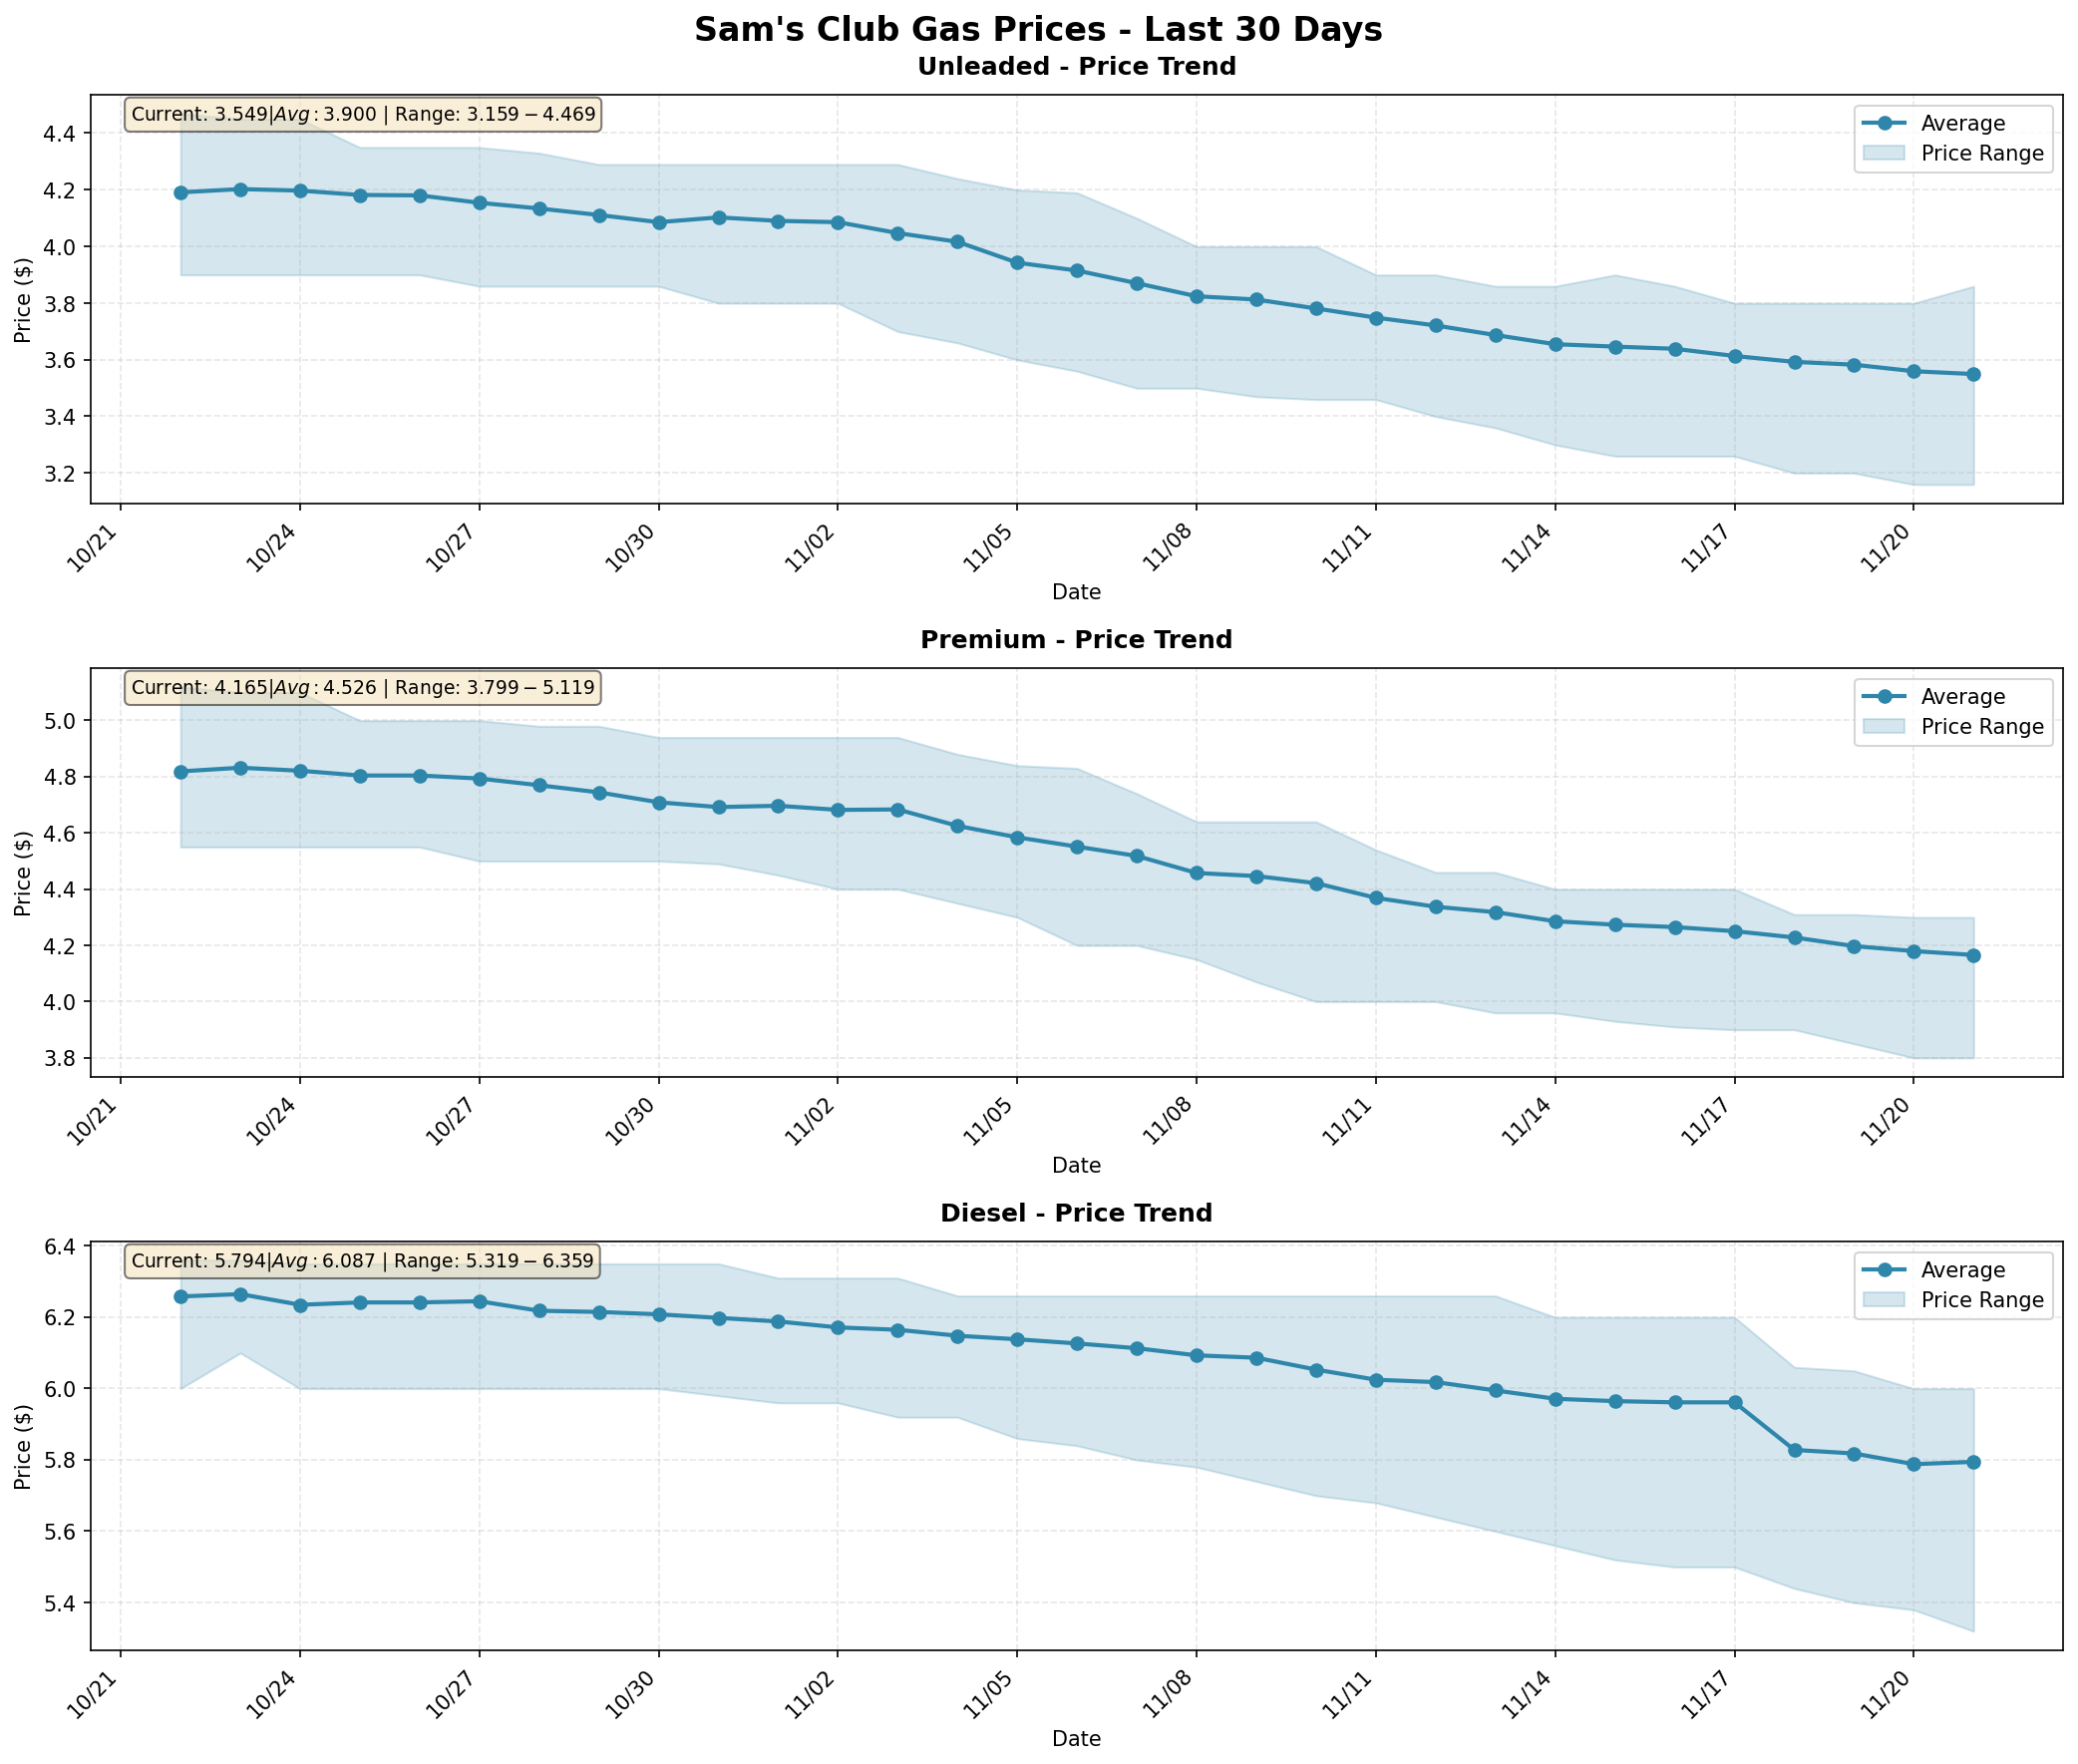 Sam's Club Gas Prices - Last 30 Days
Unleaded - Price Trend
Current: 3.549|Avg : 3.900 | Range: 3.159 − 4.469
Average
Price Range
Price ($)
4.4
4.2
4.0
3.8
3.6
3.4
3.2
10/21
10/24
10/27
10/30
11/02
11/05
11/08
11/11
11/14
11/17
11/20
Date
Premium - Price Trend
Current: 4.165|Avg : 4.526 | Range: 3.799 − 5.119
Average
Price Range
Price ($)
5.0
4.8
4.6
4.4
4.2
4.0
3.8
10/21
10/24
10/27
10/30
11/02
11/05
11/08
11/11
11/14
11/17
11/20
Date
Diesel - Price Trend
Current: 5.794|Avg : 6.087 | Range: 5.319 − 6.359
Average
Price Range
Price ($)
6.4
6.2
6.0
5.8
5.6
5.4
10/21
10/24
10/27
10/30
11/02
11/05
11/08
11/11
11/14
11/17
11/20
Date